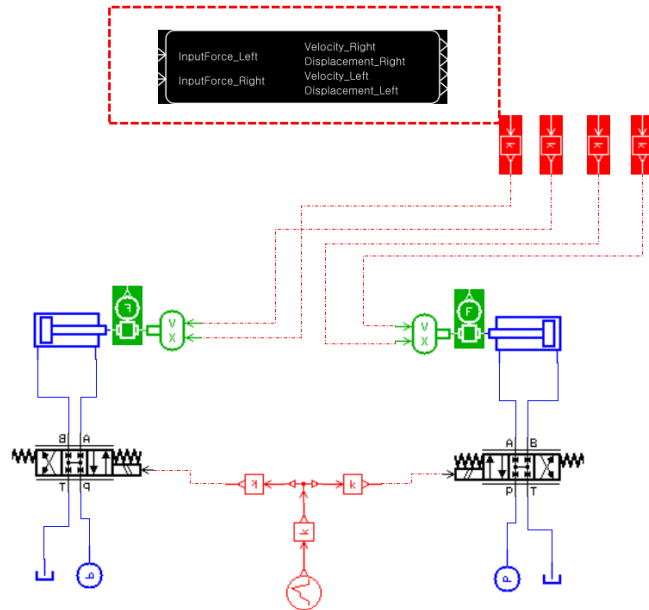 InputForce_Left
InputForce_Right
Velocity_Right
Displacement_Right
Velocity_Left
Displacement_Left
k k k k
F
V
X
V
X
F
B A
T P
A B
P T
k k
k
P
P